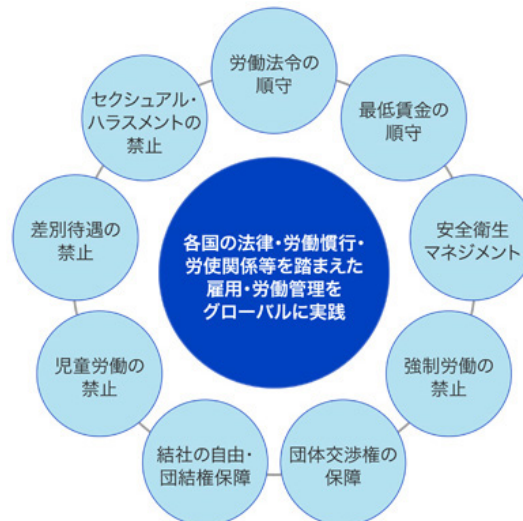 労働法令の
順守
最低賃金の
順守
安全衛生
マネジメント
強制労働の
禁止
団体交渉権の
保障
結社の自由・
団結権保障
児童労働の
禁止
差別待遇の
禁止
セクシュアル・
ハラスメントの
禁止
各国の法律・労働慣行・
労使関係等を踏まえた
雇用・労働管理を
グローバルに実践